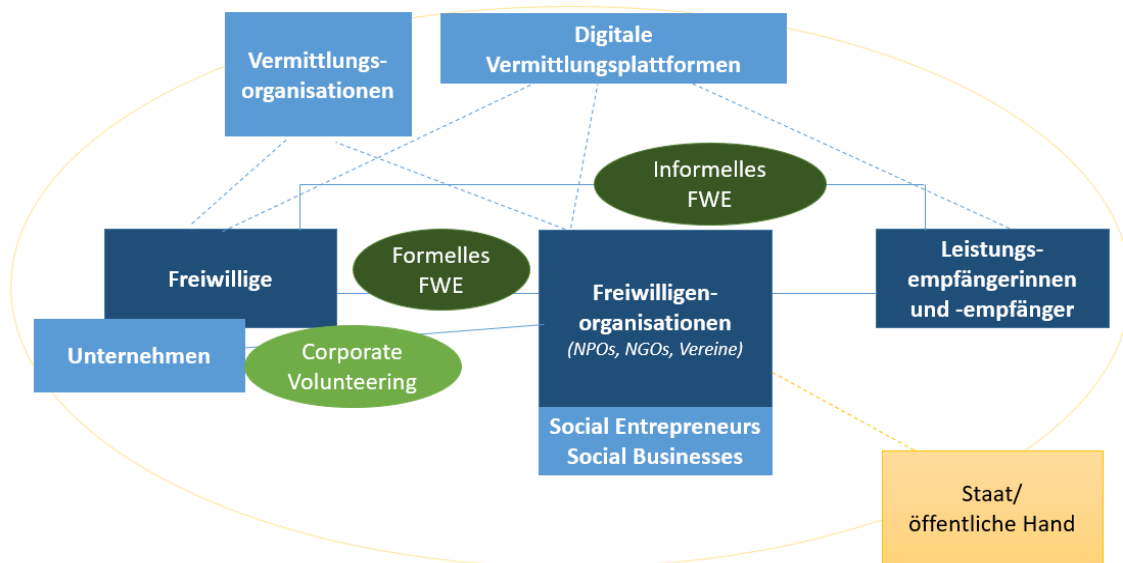 Vermittlungs-
organisationen
Digitale
Vermittlungsplattformen
Informelles
FWE
Freiwillige
Formelles
FWE
Freiwilligen-
organisationen
(NPOs, NGOs, Vereine)
Leistungs-
empfängerinnen
und -empfänger
Unternehmen
Corporate
Volunteering
Social Entrepreneurs
Social Businesses
Staat/
öffentliche Hand